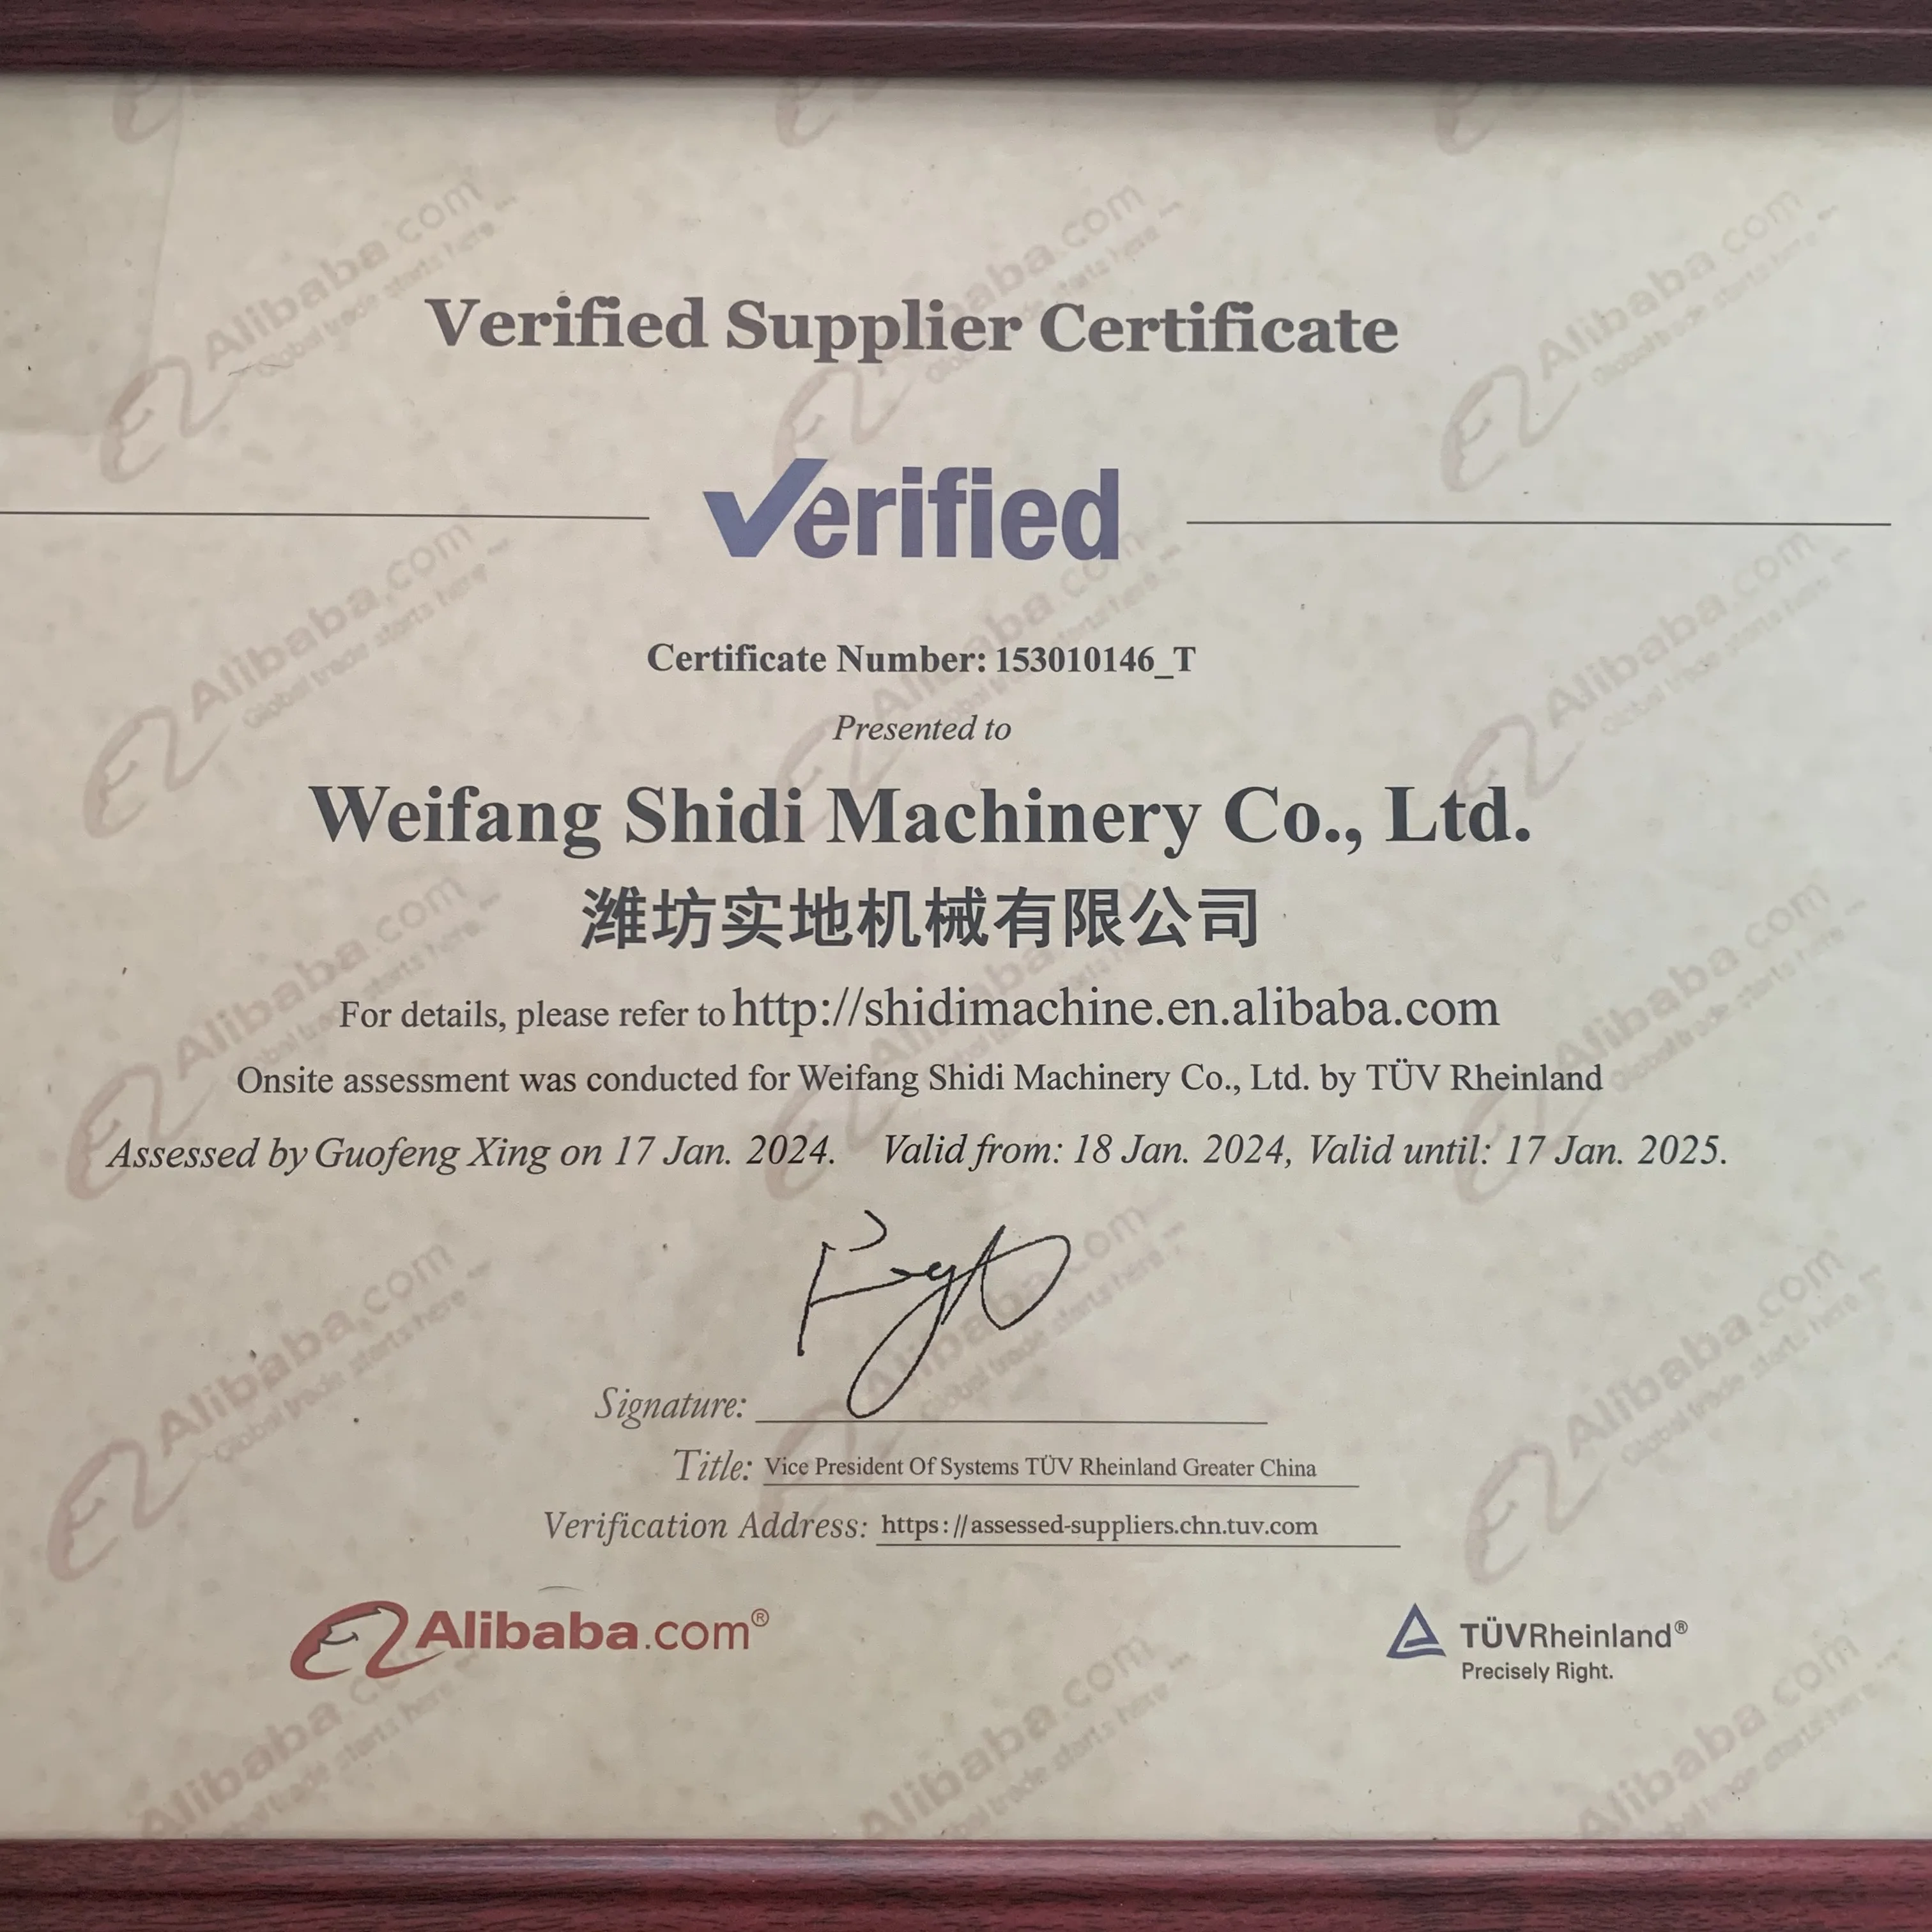 Verified Supplier Certificate
Verified
Certificate Number: 153010146_T
Presented to
Weifang Shidi Machinery Co., Ltd.
潍坊实地机械有限公司
For details, please refer to http://shidimachine.en.alibaba.com
Onsite assessment was conducted for Weifang Shidi Machinery Co., Ltd. by TÜV Rheinland
Assessed by Guofeng Xing on 17 Jan. 2024. Valid from: 18 Jan. 2024, Valid until: 17 Jan. 2025.
Signature:
Title: Vice President Of Systems TÜV Rheinland Greater China
Verification Address: https://assessed-suppliers.chn.tuv.com
Alibaba.com®
TÜVRheinland®
Precisely Right.